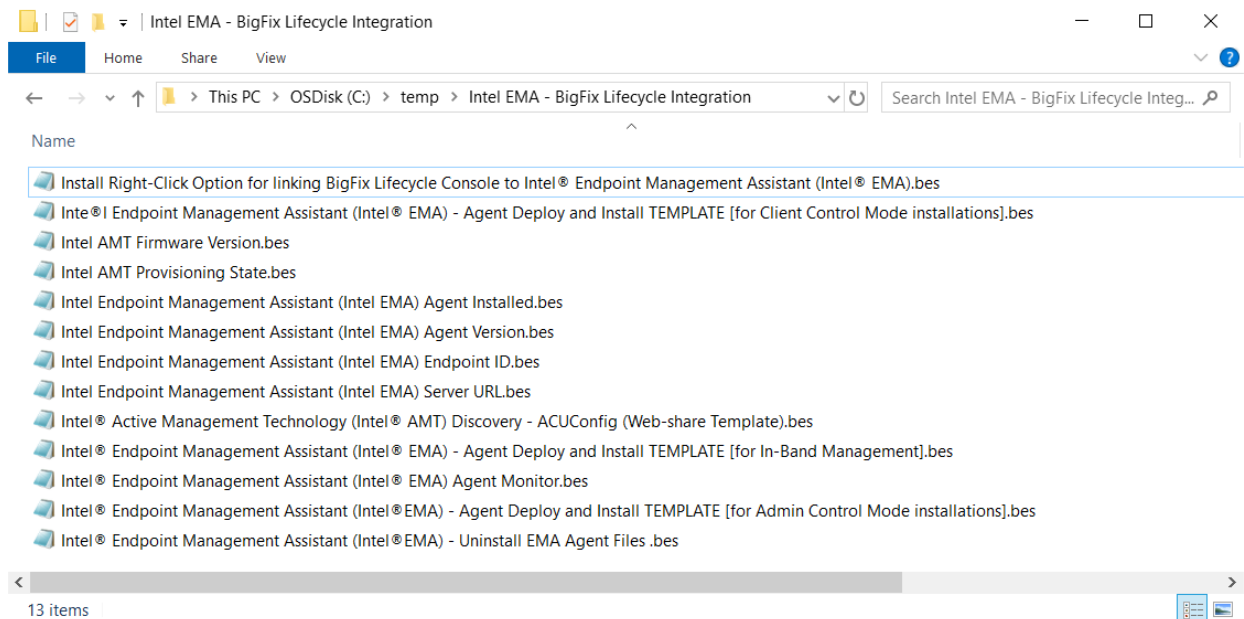 Intel EMA - BigFix Lifecycle Integration
File Home Share View
This PC > OSDisk (C:) > temp > Intel EMA - BigFix Lifecycle Integration
Search Intel EMA - BigFix Lifecycle Integ...
Name
Install Right-Click Option for linking BigFix Lifecycle Console to Intel® Endpoint Management Assistant (Intel® EMA).bes
Inte®l Endpoint Management Assistant (Intel® EMA) - Agent Deploy and Install TEMPLATE [for Client Control Mode installations].bes
Intel AMT Firmware Version.bes
Intel AMT Provisioning State.bes
Intel Endpoint Management Assistant (Intel EMA) Agent Installed.bes
Intel Endpoint Management Assistant (Intel EMA) Agent Version.bes
Intel Endpoint Management Assistant (Intel EMA) Endpoint ID.bes
Intel Endpoint Management Assistant (Intel EMA) Server URL.bes
Intel® Active Management Technology (Intel® AMT) Discovery - ACUConfig (Web-share Template).bes
Intel® Endpoint Management Assistant (Intel® EMA) - Agent Deploy and Install TEMPLATE [for In-Band Management].bes
Intel® Endpoint Management Assistant (Intel® EMA) Agent Monitor.bes
Intel® Endpoint Management Assistant (Intel®EMA) - Agent Deploy and Install TEMPLATE [for Admin Control Mode installations].bes
Intel® Endpoint Management Assistant (Intel®EMA) - Uninstall EMA Agent Files .bes
13 items